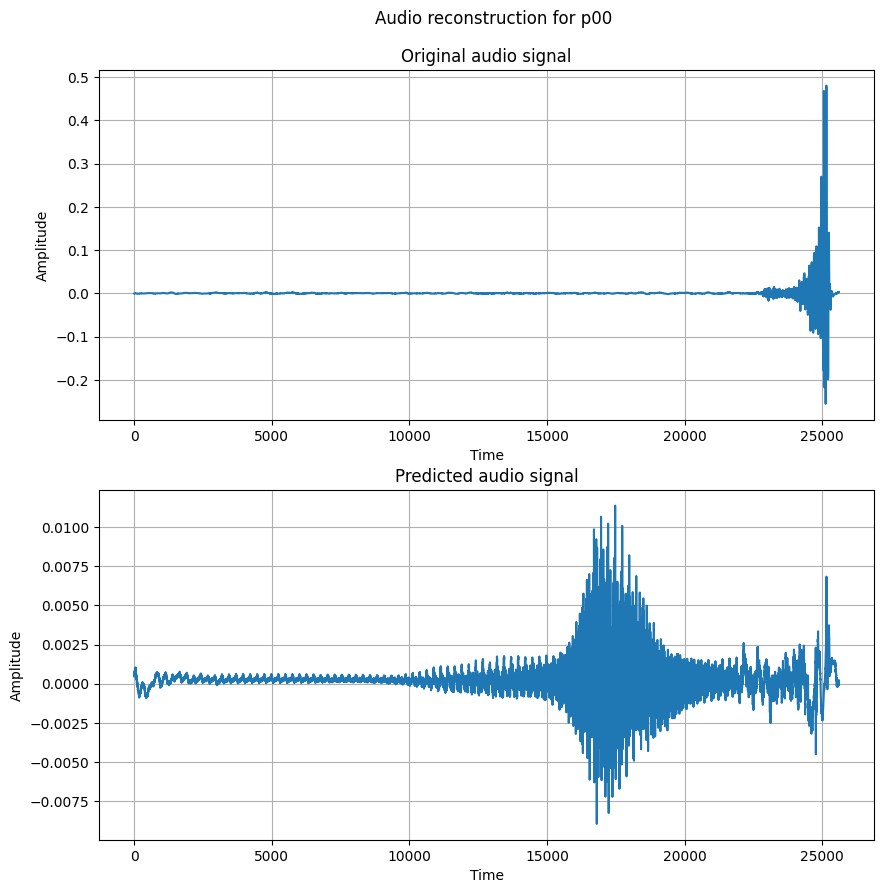 Audio reconstruction for p00
Original audio signal
0.5
0.4
0.3
0.2
0.1
0.0
−0.1
−0.2
Amplitude
0 5000 10000 15000 20000 25000
Time
Predicted audio signal
0.0100
0.0075
0.0050
0.0025
0.0000
−0.0025
−0.0050
−0.0075
Amplitude
0 5000 10000 15000 20000 25000
Time